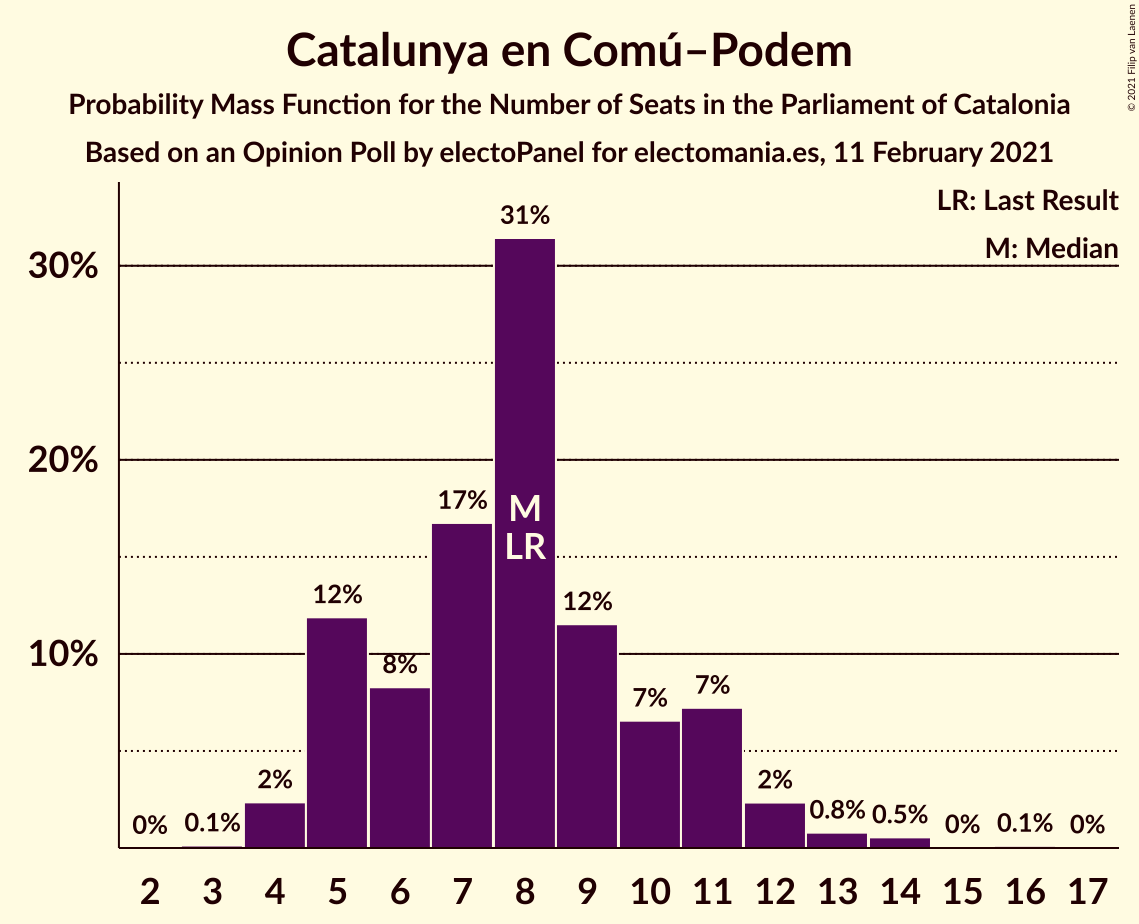 Catalunya en Comú–Podem
Probability Mass Function for the Number of Seats in the Parliament of Catalonia
Based on an Opinion Poll by electoPanel for electomania.es, 11 February 2021
© 2021 Filip van Laenen
LR: Last Result
M: Median
30%
20%
10%
0%
0.1%
2%
12%
8%
17%
31%
M
LR
12%
7%
7%
2%
0.8%
0.5%
0%
0.1%
0%
2 3 4 5 6 7 8 9 10 11 12 13 14 15 16 17